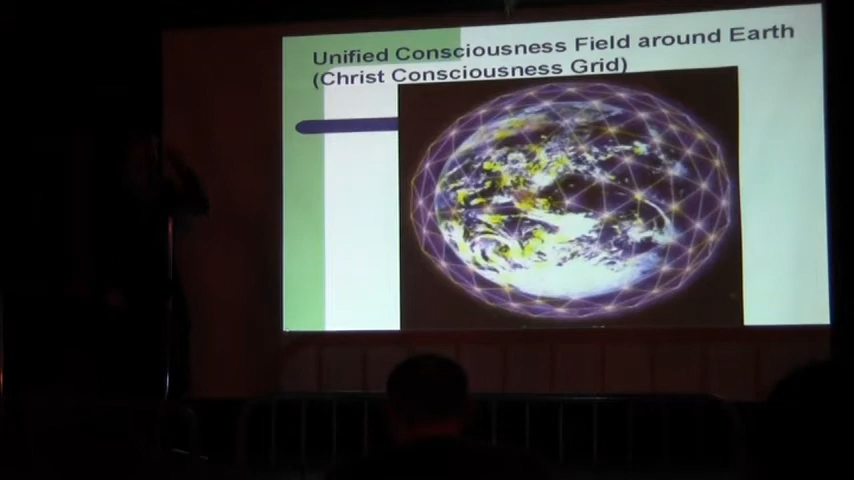 Unified Consciousness Field around Earth
(Christ Consciousness Grid)